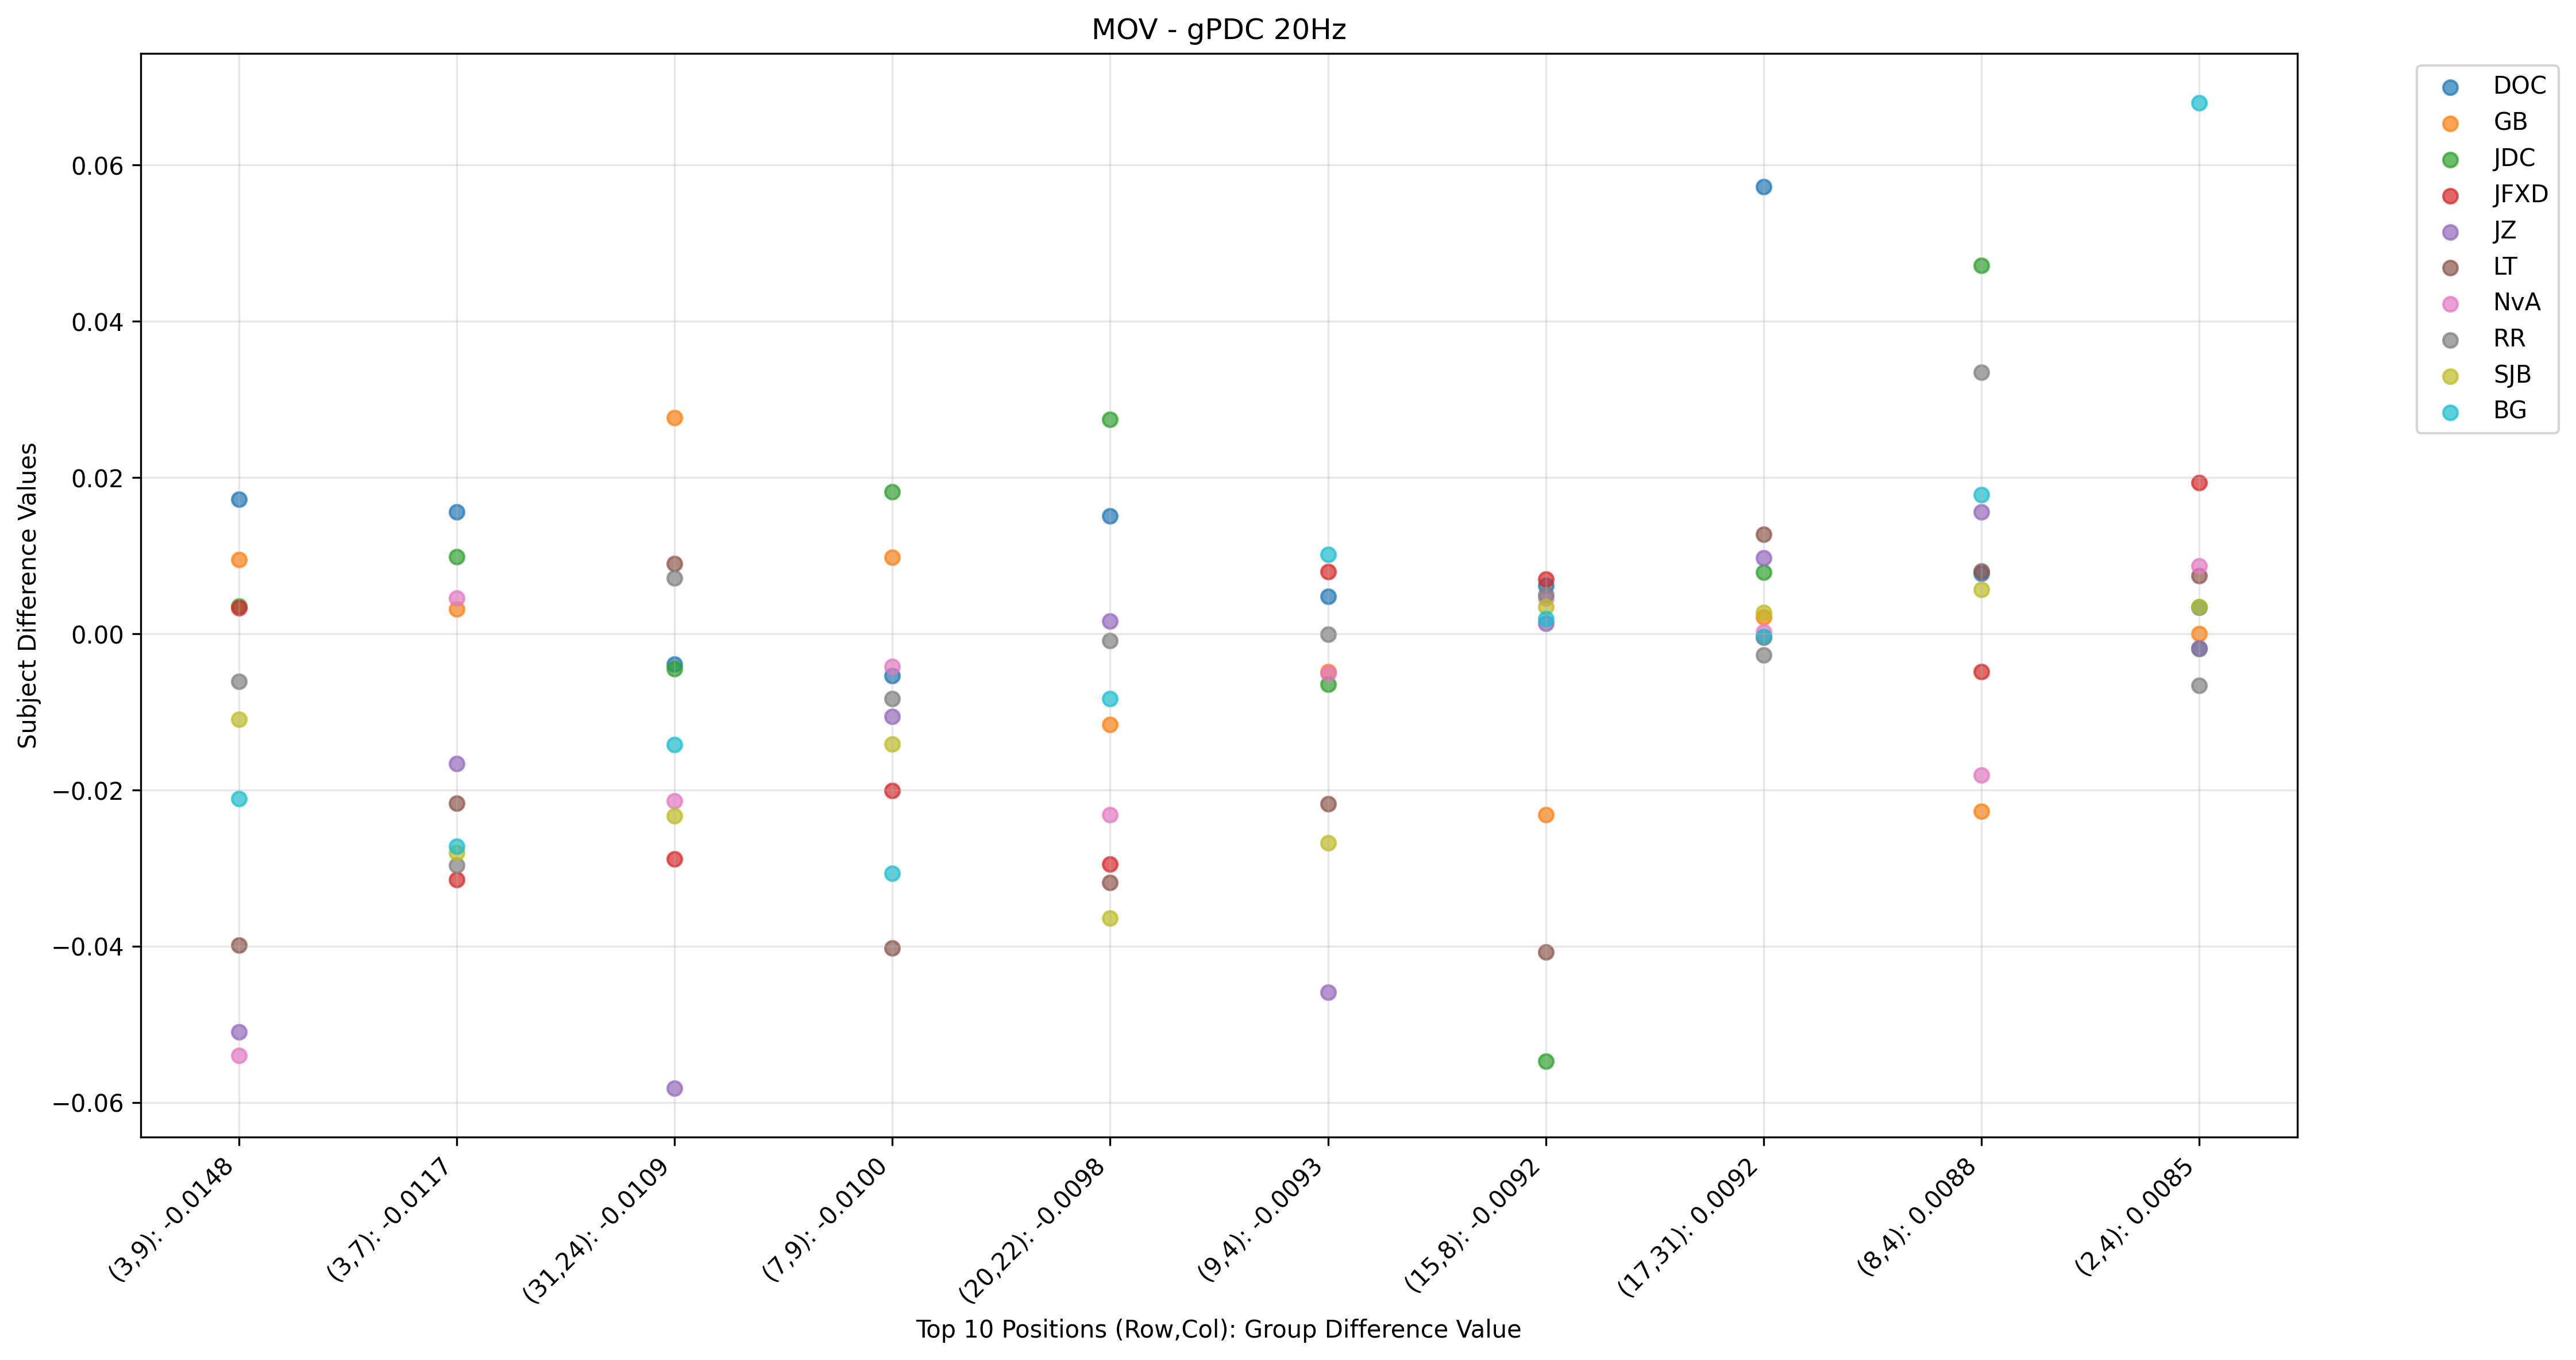 MOV - gPDC 20Hz
Subject Difference Values
0.06
0.04
0.02
0.00
−0.02
−0.04
−0.06
(3,9): -0.0148
(3,7): -0.0117
(31,24): -0.0109
(7,9): -0.0100
(20,22): -0.0098
(9,4): -0.0093
(15,8): -0.0092
(17,31): 0.0092
(8,4): 0.0088
(2,4): 0.0085
Top 10 Positions (Row,Col): Group Difference Value
DOC
GB
JDC
JFXD
JZ
LT
NvA
RR
SJB
BG